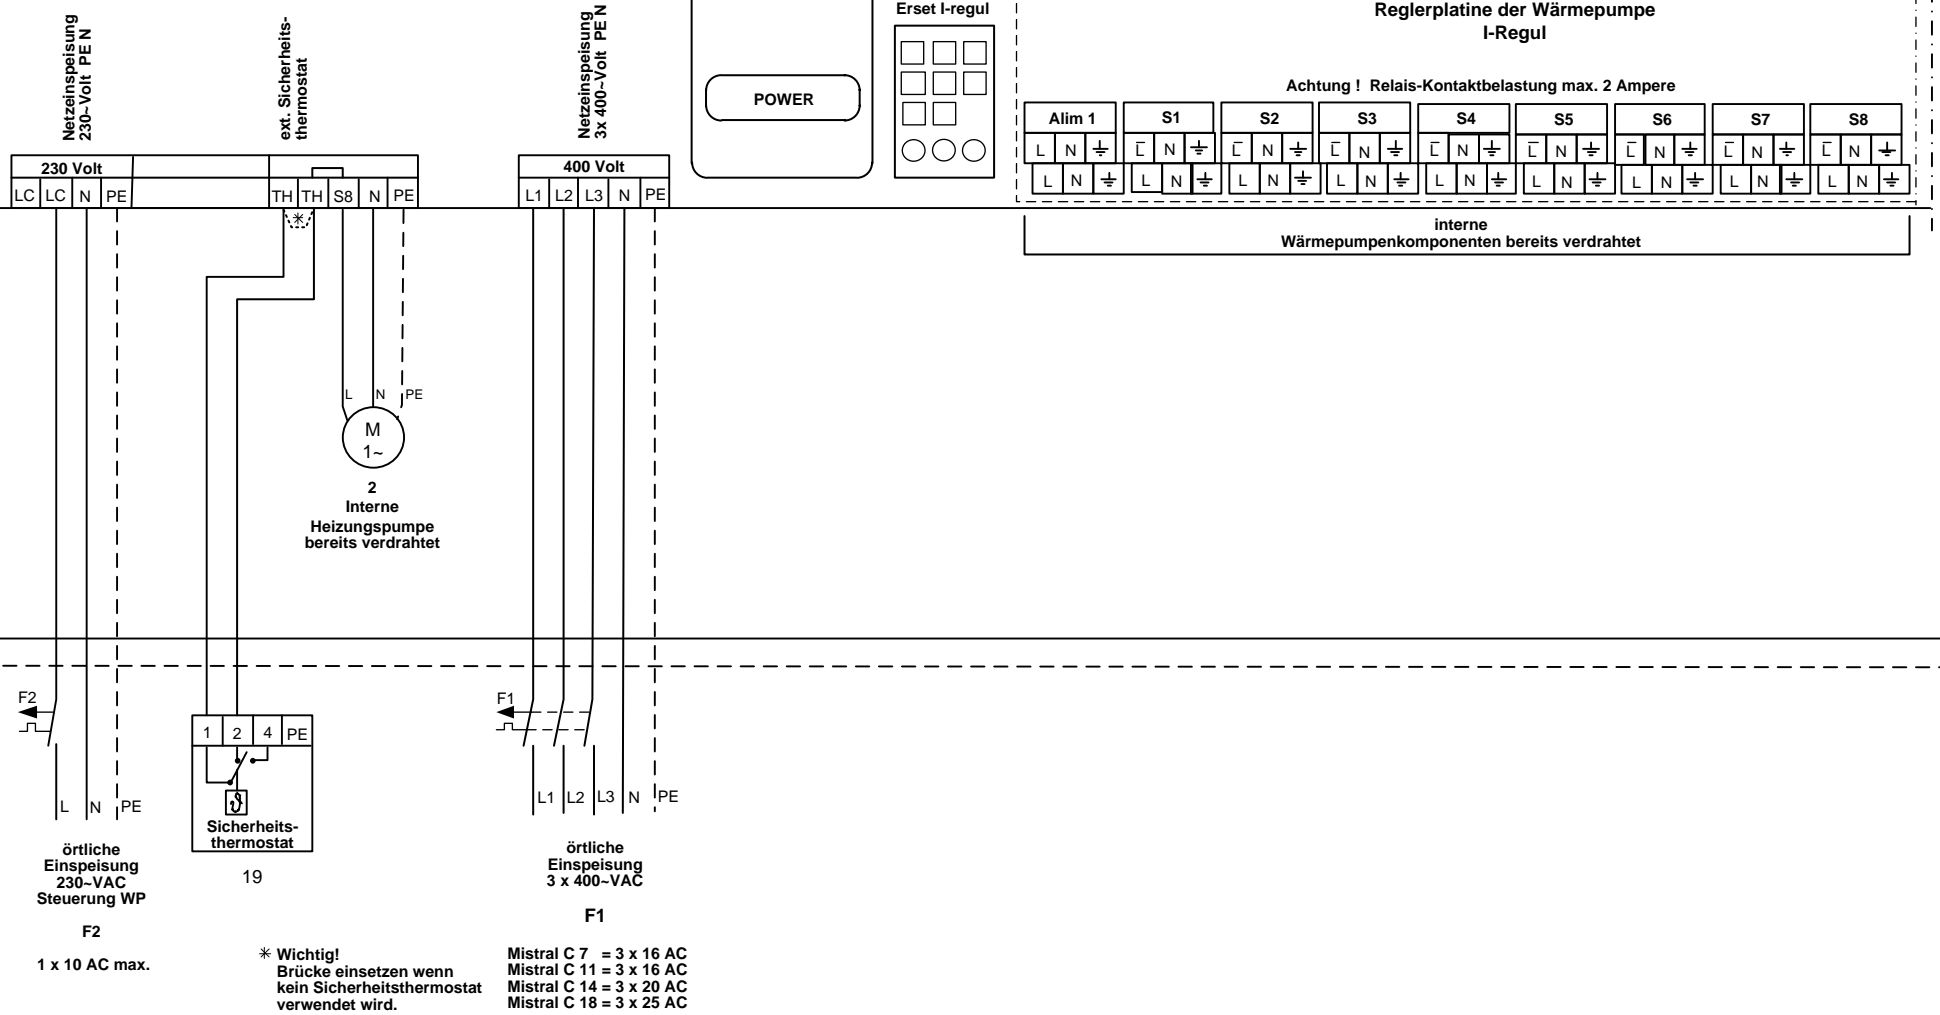 Netzeinspeisung
230~Volt PE N
ext. Sicherheits-
thermostat
Netzeinspeisung
3x 400~Volt PE N
POWER
Erset I-regul
Reglerplatine der Wärmepumpe
I-Regul
Achtung ! Relais-Kontaktbelastung max. 2 Ampere
Alim 1 S1 S2 S3 S4 S5 S6 S7 S8
L N L N L N L N L N L N L N L N L N
L N L N L N L N L N L N L N L N L N
interne
Wärmepumpenkomponenten bereits verdrahtet
230 Volt
LC LC N PE
TH TH S8 N PE
400 Volt
L1 L2 L3 N PE
L N PE
M
1~
2
Interne
Heizungspumpe
bereits verdrahtet
F2
L N PE
örtliche
Einspeisung
230~VAC
Steuerung WP
F2
1 x 10 AC max.
1 2 4 PE
Sicherheits-
thermostat
19
✳ Wichtig!
Brücke einsetzen wenn
kein Sicherheitsthermostat
verwendet wird.
F1
L1 L2 L3 N PE
örtliche
Einspeisung
3 x 400~VAC
F1
Mistral C 7 = 3 x 16 AC
Mistral C 11 = 3 x 16 AC
Mistral C 14 = 3 x 20 AC
Mistral C 18 = 3 x 25 AC